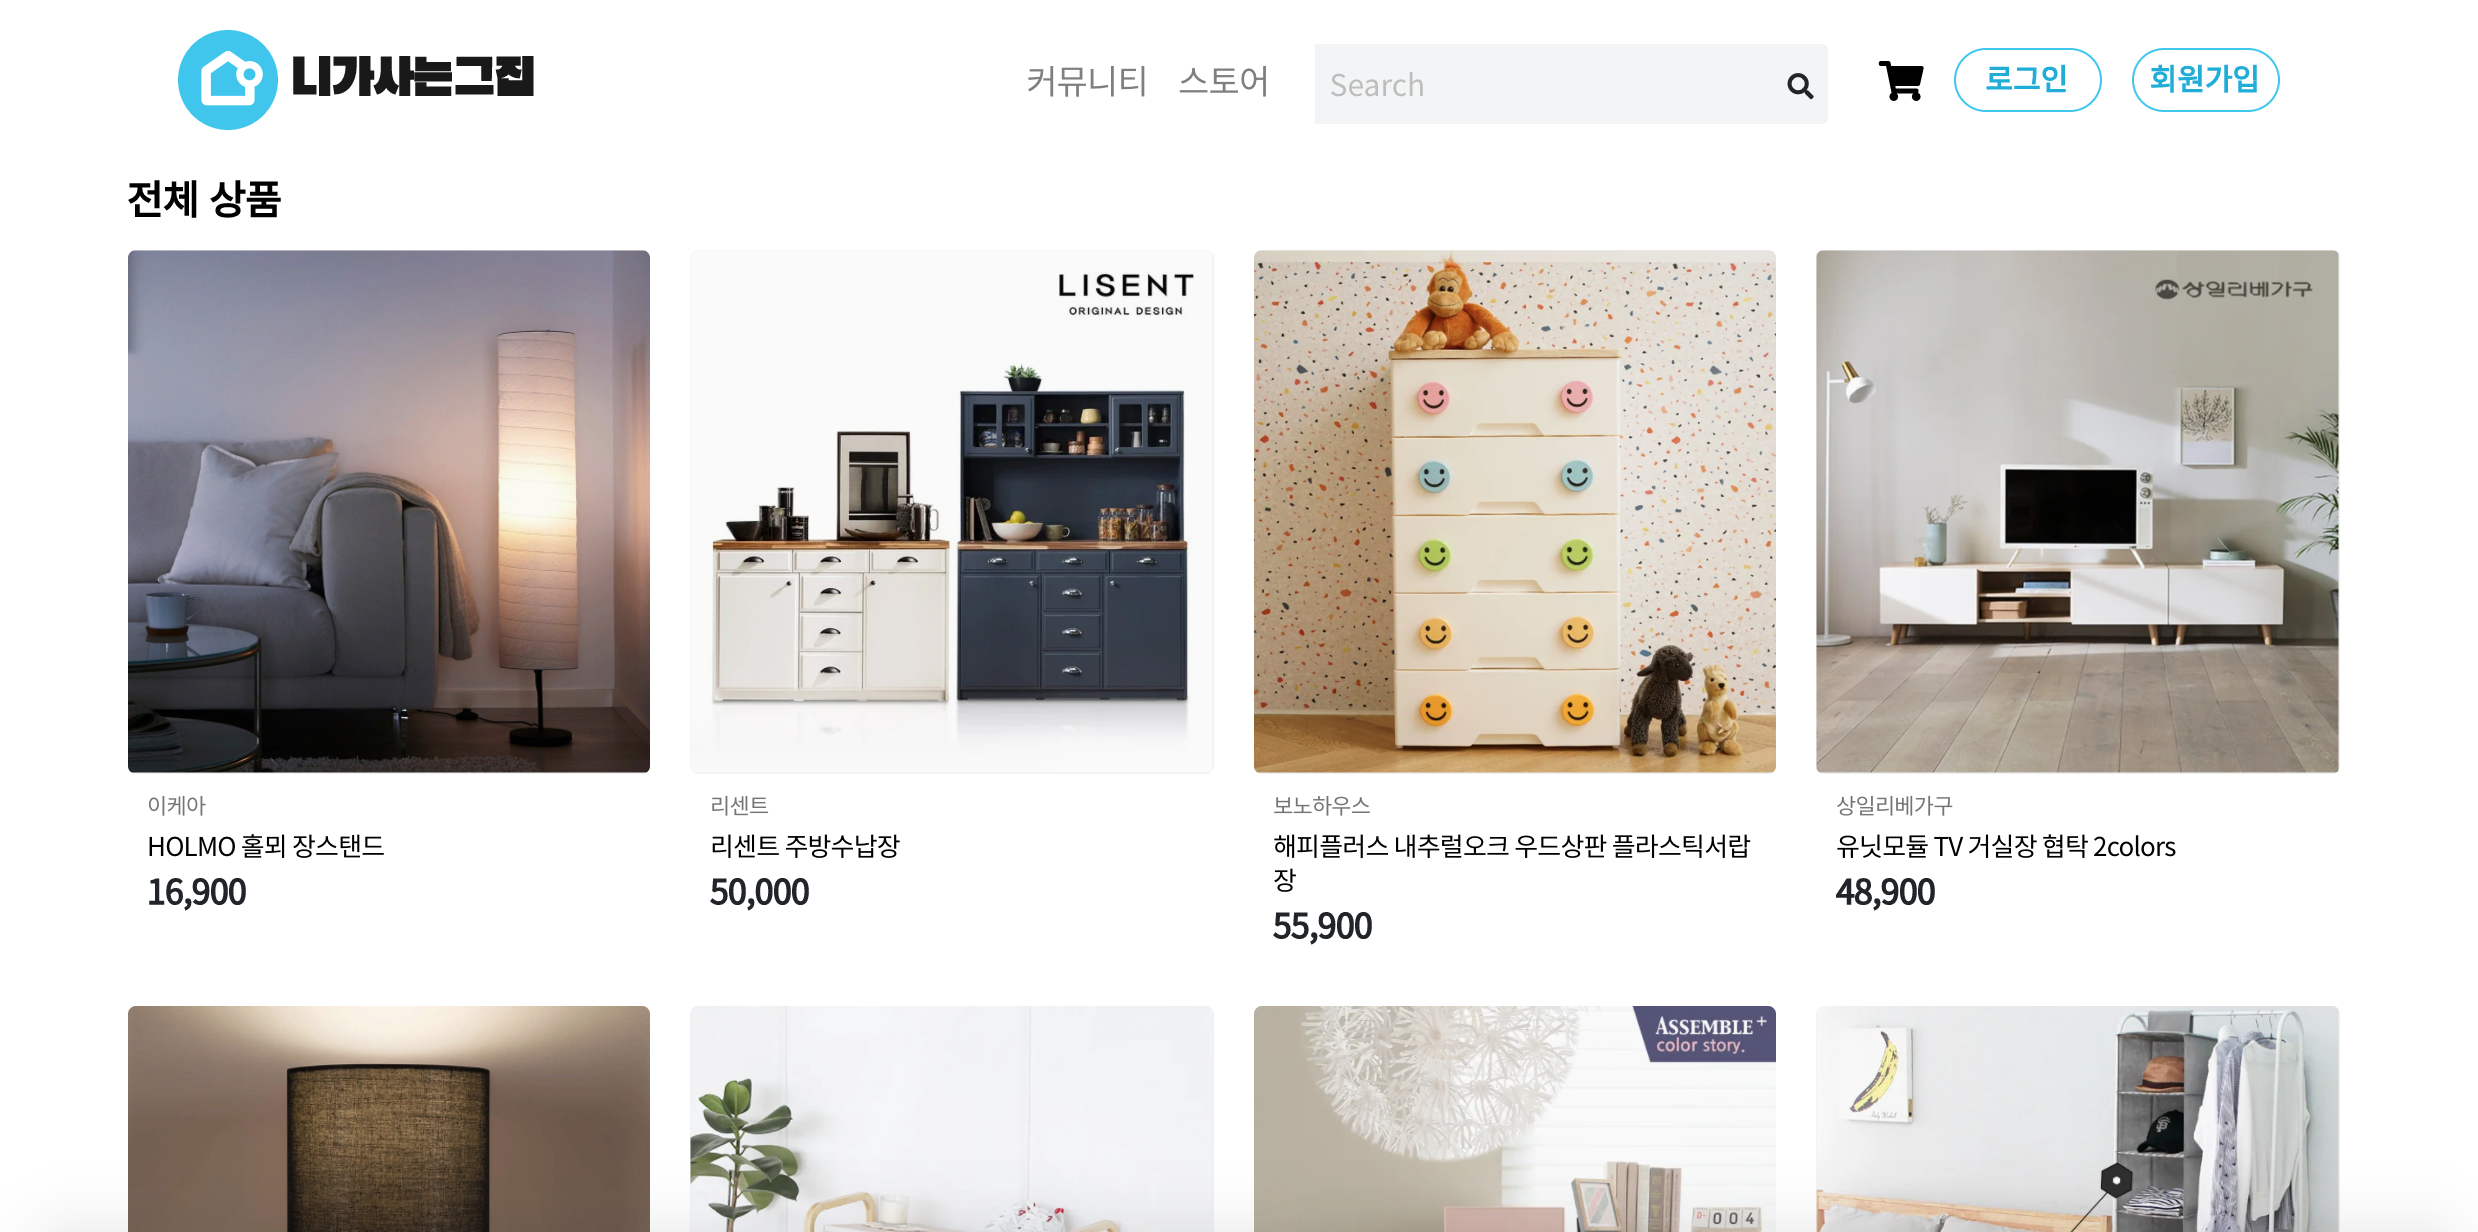 니가사는그집
커뮤니티 스토어 Search 로그인 회원가입
전체 상품
LISENT
ORIGINAL DESIGN
상일리베가구
이케아
HOLMO 홀뫼 장스탠드
16,900
리센트
리센트 주방수납장
50,000
보노하우스
해피플러스 내추럴오크 우드상판 플라스틱서랍
장
55,900
상일리베가구
유닛모듈 TV 거실장 협탁 2colors
48,900
ASSEMBLE+
color story.
004